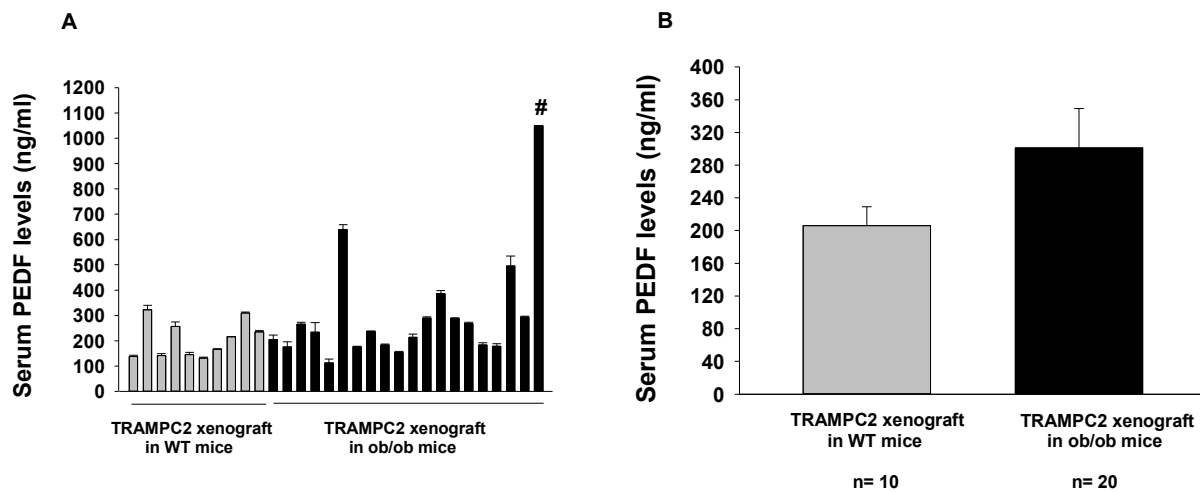 A
Serum PEDF levels (ng/ml)
1200
1100
1000
900
800
700
600
500
400
300
200
100
0
#
TRAMPC2 xenograft
in WT mice
TRAMPC2 xenograft
in ob/ob mice
B
Serum PEDF levels (ng/ml)
400
360
320
280
240
200
160
120
80
40
0
TRAMPC2 xenograft
in WT mice
TRAMPC2 xenograft
in ob/ob mice
n= 10
n= 20